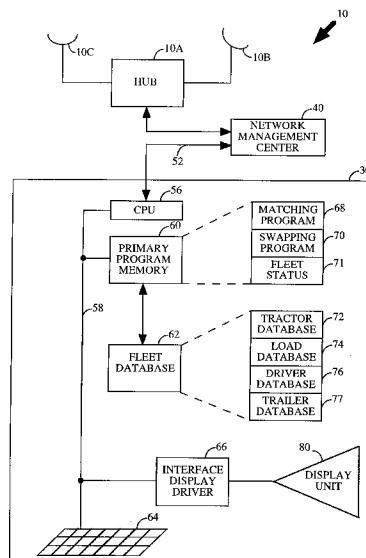 10
10C
10A
10B
HUB
40
NETWORK
MANAGEMENT
CENTER
52
30
56
CPU
60
PRIMARY
PROGRAM
MEMORY
MATCHING
PROGRAM
68
SWAPPING
PROGRAM
70
FLEET
STATUS
71
58
62
FLEET
DATABASE
TRACTOR
DATABASE
72
LOAD
DATABASE
74
DRIVER
DATABASE
76
TRAILER
DATABASE
77
66
INTERFACE
DISPLAY
DRIVER
80
DISPLAY
UNIT
64